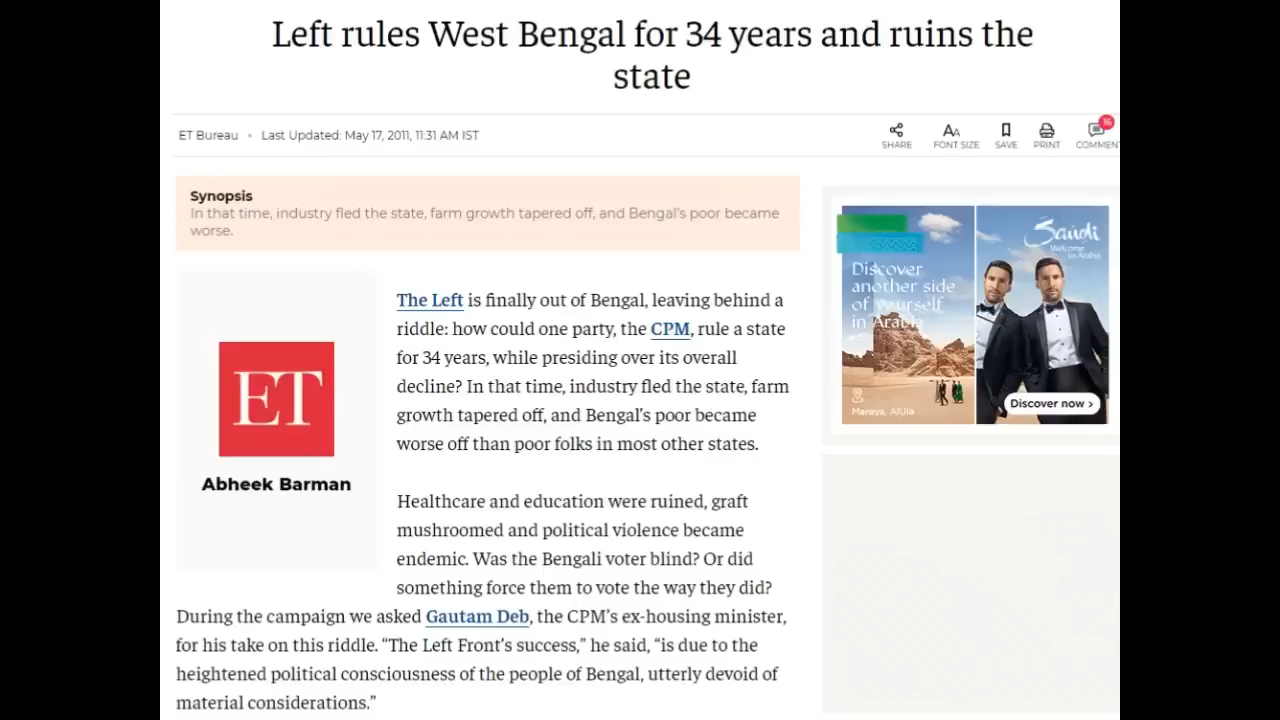 Left rules West Bengal for 34 years and ruins the
state
ET Bureau • Last Updated: May 17, 2011, 11:31 AM IST
SHARE
FONT SIZE
SAVE
PRINT
16
COMMEN
Synopsis
In that time, industry fled the state, farm growth tapered off, and Bengal's poor became
worse.
ET
Abheek Barman
The Left is finally out of Bengal, leaving behind a
riddle: how could one party, the CPM, rule a state
for 34 years, while presiding over its overall
decline? In that time, industry fled the state, farm
growth tapered off, and Bengal's poor became
worse off than poor folks in most other states.
Healthcare and education were ruined, graft
mushroomed and political violence became
endemic. Was the Bengali voter blind? Or did
something force them to vote the way they did?
During the campaign we asked Gautam Deb, the CPM's ex-housing minister,
for his take on this riddle. “The Left Front's success,” he said, “is due to the
heightened political consciousness of the people of Bengal, utterly devoid of
material considerations.”
Saudi
Welcome
to Arabia
Discover
another side
of yourself
in Arabia
Maraya, AlUla
Discover now >